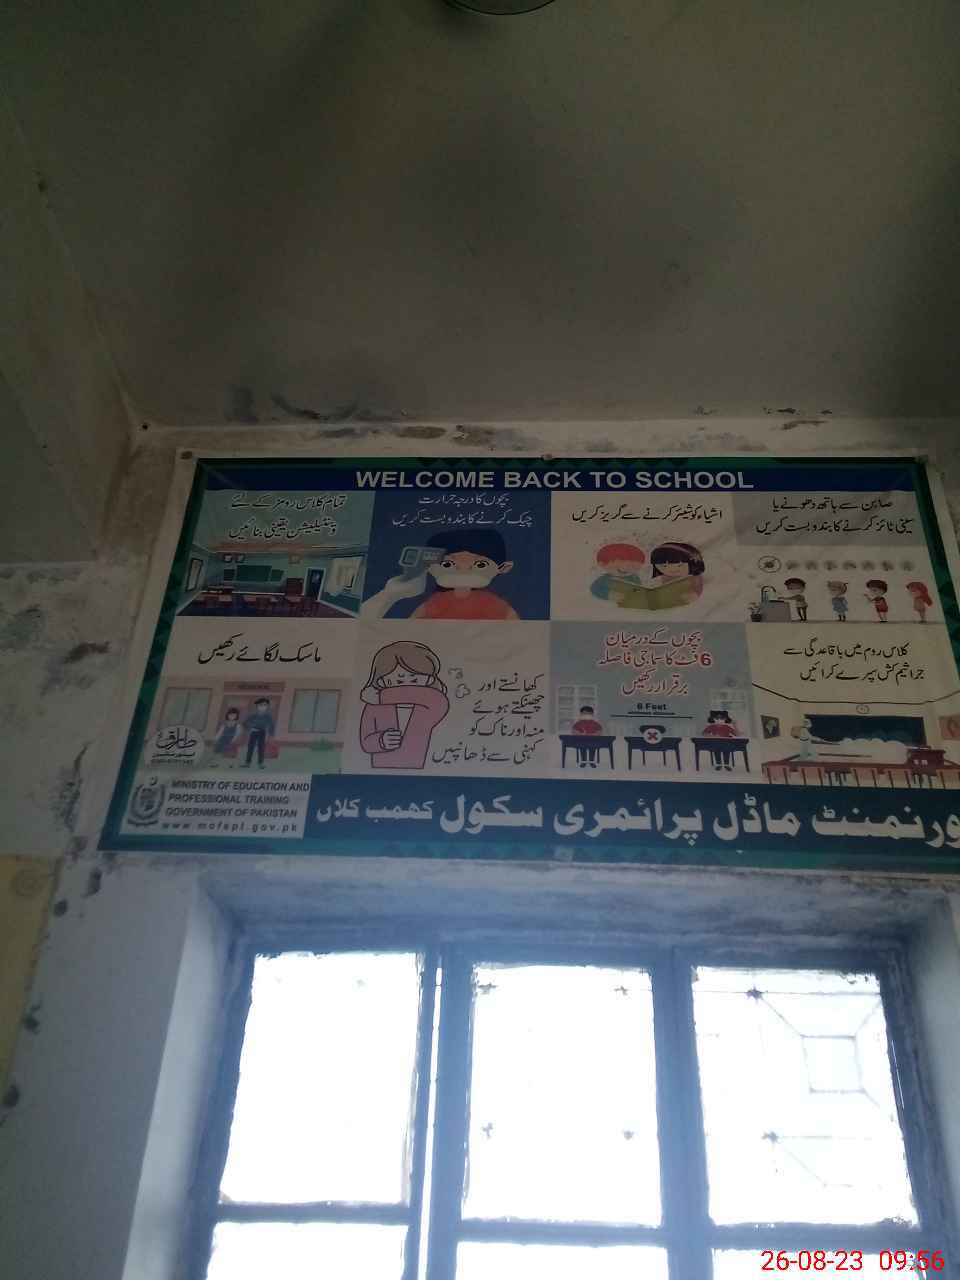 WELCOME BACK TO SCHOOL
تمام کلاس رومز کے لئے
وینٹیلیشن یقینی بنائیں
بچوں کا درجہ حرارت
چیک کرنے کا بندوبست کریں
اشیاء کو شیئر کرنے سے گریز کریں
صابن سے ہاتھ دھونے یا
سینی ٹائز کرنے کا بندوبست کریں
ماسک لگائے رکھیں
کھانستے اور
چھینکتے ہوئے
منہ اور ناک کو
کہنی سے ڈھانپیں
بچوں کے درمیان
6 فٹ کا سماجی فاصلہ
برقرار رکھیں
6 Feet
کلاس روم میں باقاعدگی سے
جراثیم کش سپرے کرائیں
MINISTRY OF EDUCATION AND
PROFESSIONAL TRAINING
GOVERNMENT OF PAKISTAN
www.mofept.gov.pk
ورنمنٹ ماڈل پرائمری سکول کھمب کلاں
26-08-23 09:56